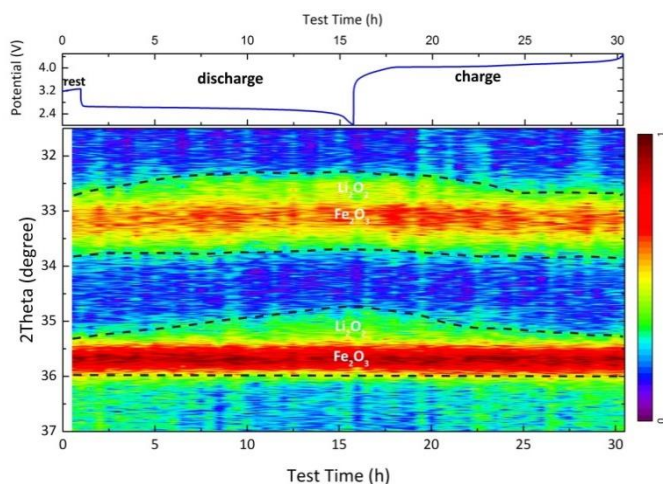 Test Time (h)
0 5 10 15 20 25 30
Potential (V)
4.0
3.2
2.4
rest
discharge
charge
2Theta (degree)
32
33
34
35
36
37
Li₂O₂
Fe₂O₃
Li₂O₂
Fe₂O₃
0 5 10 15 20 25 30
Test Time (h)
1
0